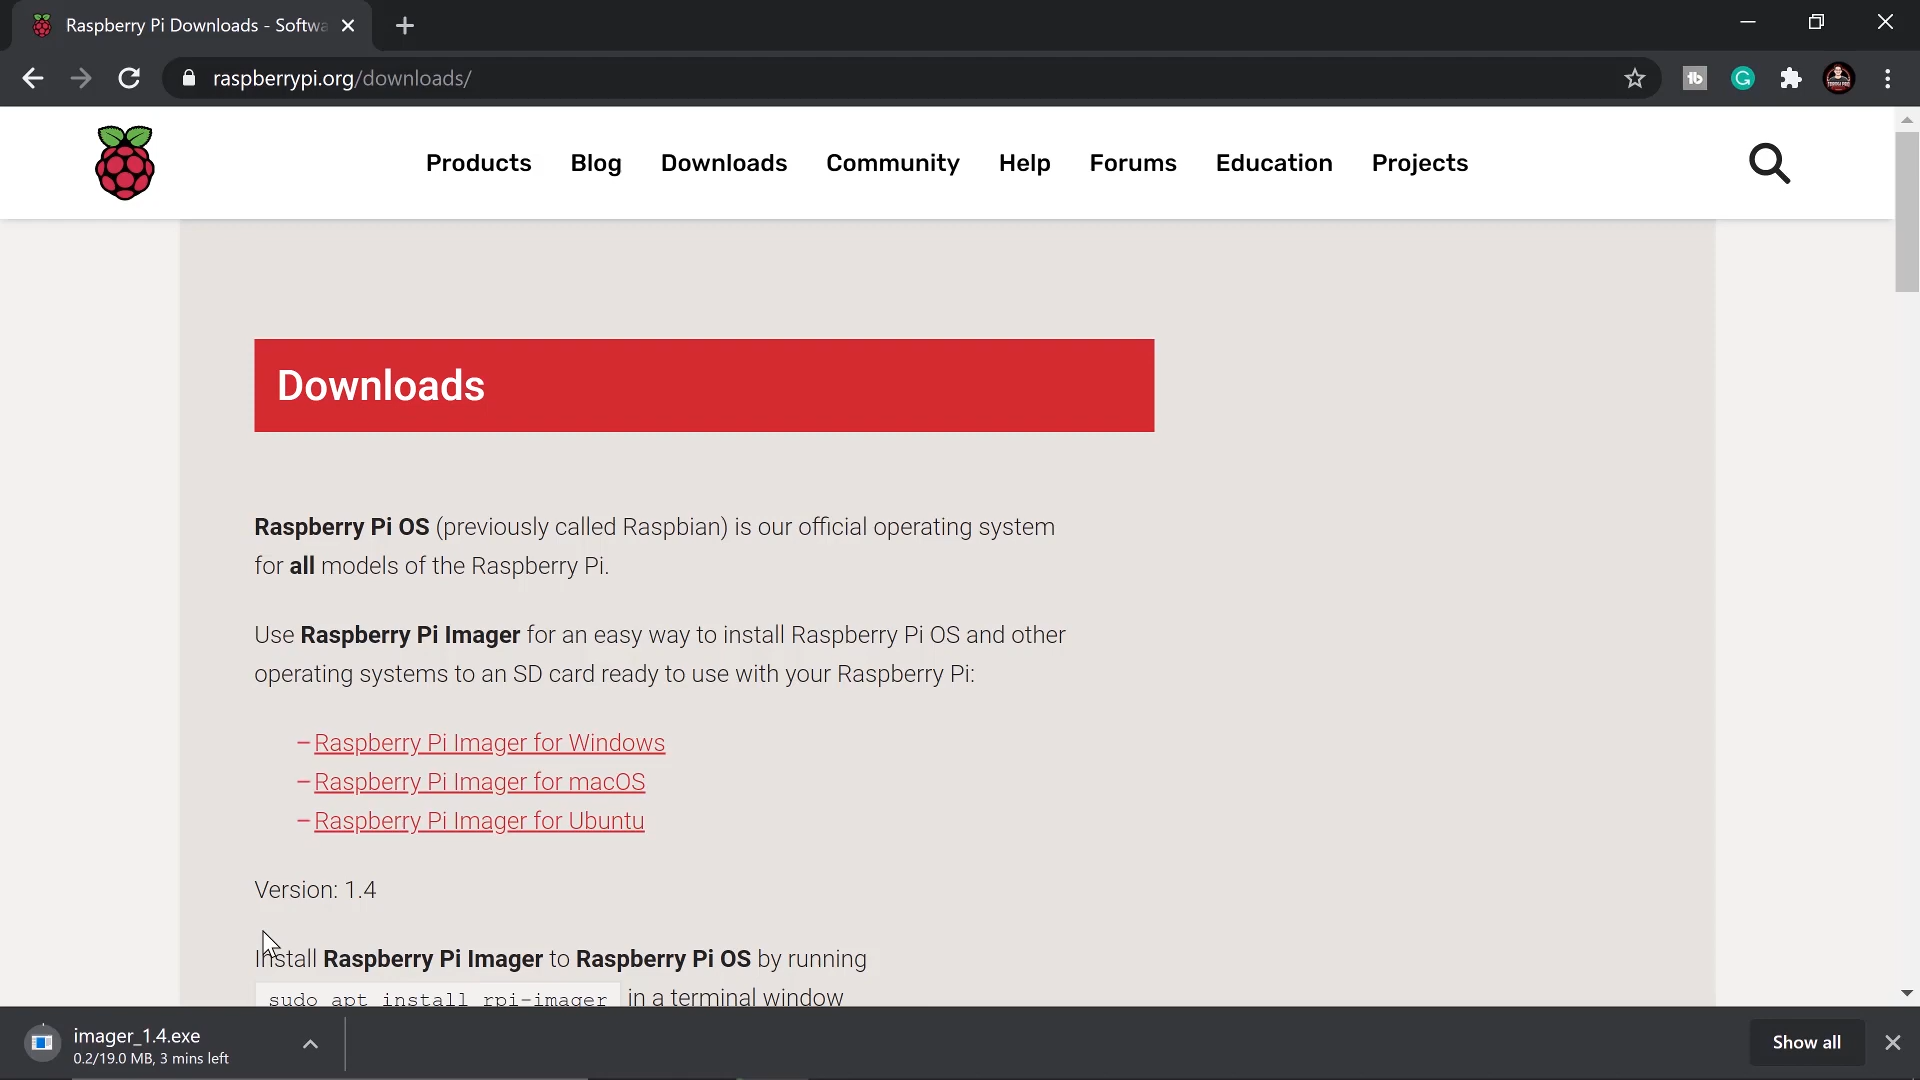 Raspberry Pi Downloads - Softwa
raspberrypi.org/downloads/
Products Blog Downloads Community Help Forums Education Projects
Downloads
Raspberry Pi OS (previously called Raspbian) is our official operating system
for all models of the Raspberry Pi.
Use Raspberry Pi Imager for an easy way to install Raspberry Pi OS and other
operating systems to an SD card ready to use with your Raspberry Pi:
– Raspberry Pi Imager for Windows
– Raspberry Pi Imager for macOS
– Raspberry Pi Imager for Ubuntu
Version: 1.4
Install Raspberry Pi Imager to Raspberry Pi OS by running
sudo apt install rpi-imager in a terminal window
imager_1.4.exe
0.2/19.0 MB, 3 mins left
Show all